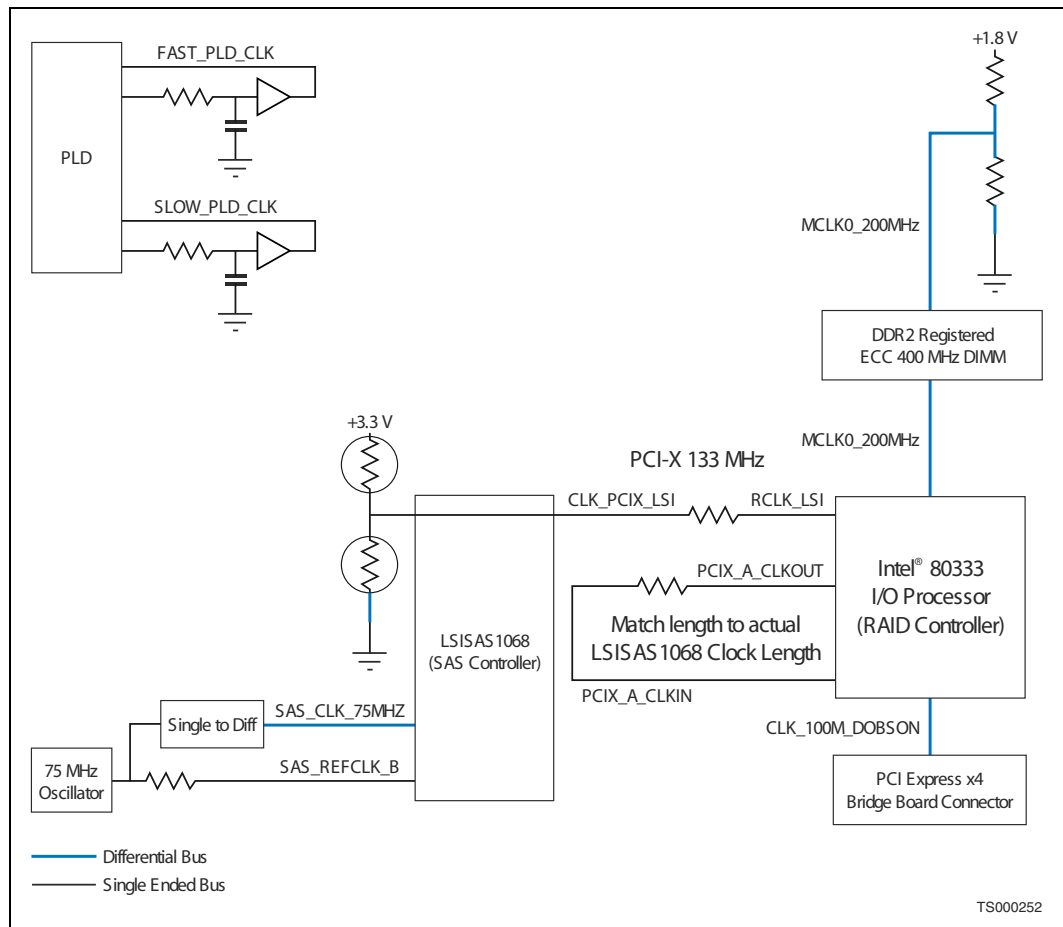 FAST_PLD_CLK
+1.8 V
PLD
SLOW_PLD_CLK
MCLK0_200MHz
DDR2 Registered
ECC 400 MHz DIMM
+3.3 V
MCLK0_200MHz
PCI-X 133 MHz
CLK_PCIX_LSI
RCLK_LSI
PCIX_A_CLKOUT
Intel® 80333
I/O Processor
(RAID Controller)
Match length to actual
LSISAS1068 Clock Length
LSISAS1068
(SAS Controller)
PCIX_A_CLKIN
SAS_CLK_75MHZ
Single to Diff
CLK_100M_DOBSON
75 MHz
Oscillator
SAS_REFCLK_B
PCI Express x4
Bridge Board Connector
Differential Bus
Single Ended Bus
TS000252